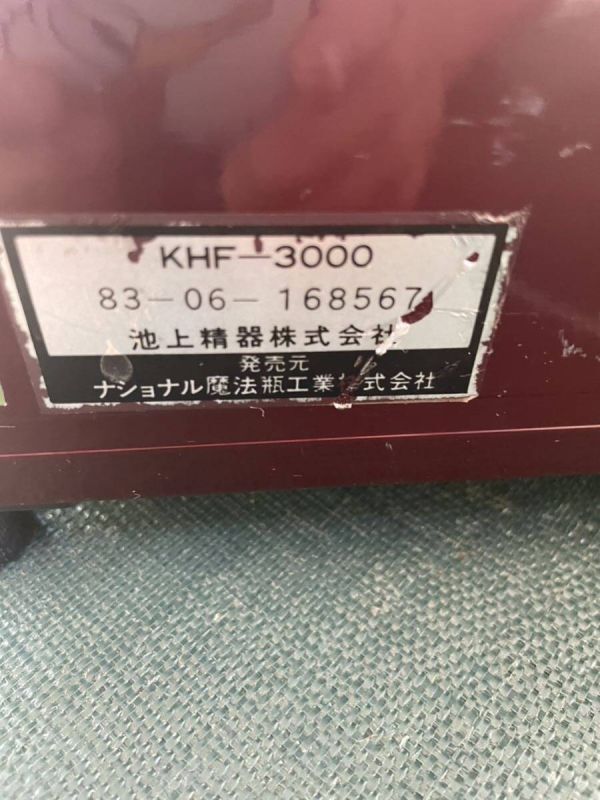 KHF-3000
83-06-168567
池上精器株式会社
発売元
ナショナル魔法瓶工業株式会社